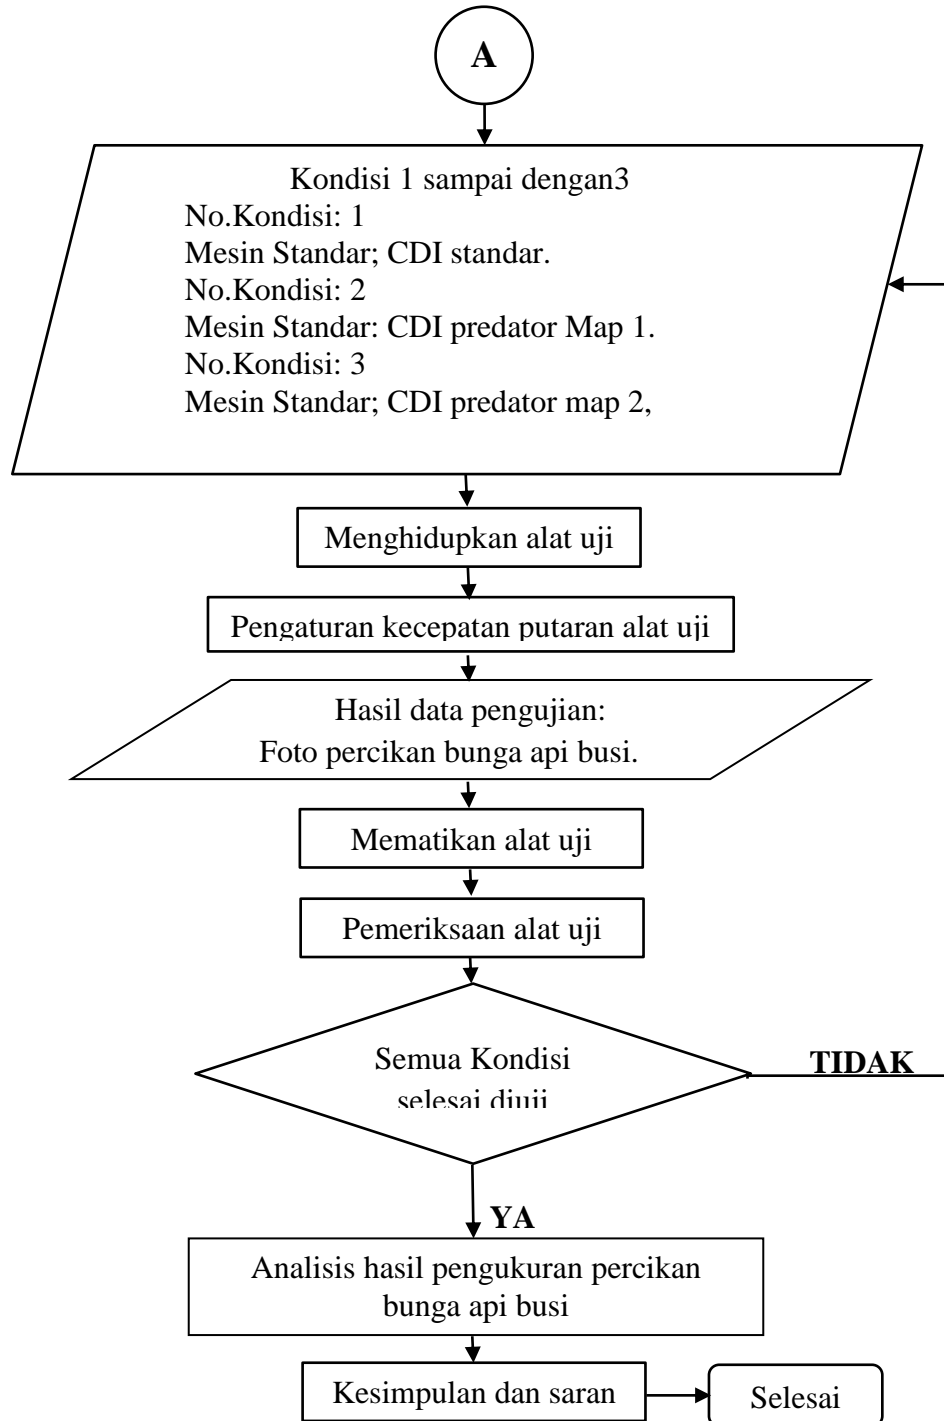 A
Kondisi 1 sampai dengan3
No.Kondisi: 1
Mesin Standar; CDI standar.
No.Kondisi: 2
Mesin Standar: CDI predator Map 1.
No.Kondisi: 3
Mesin Standar; CDI predator map 2,
Menghidupkan alat uji
Pengaturan kecepatan putaran alat uji
Hasil data pengujian:
Foto percikan bunga api busi.
Mematikan alat uji
Pemeriksaan alat uji
Semua Kondisi
selesai diuji
TIDAK
YA
Analisis hasil pengukuran percikan
bunga api busi
Kesimpulan dan saran
Selesai